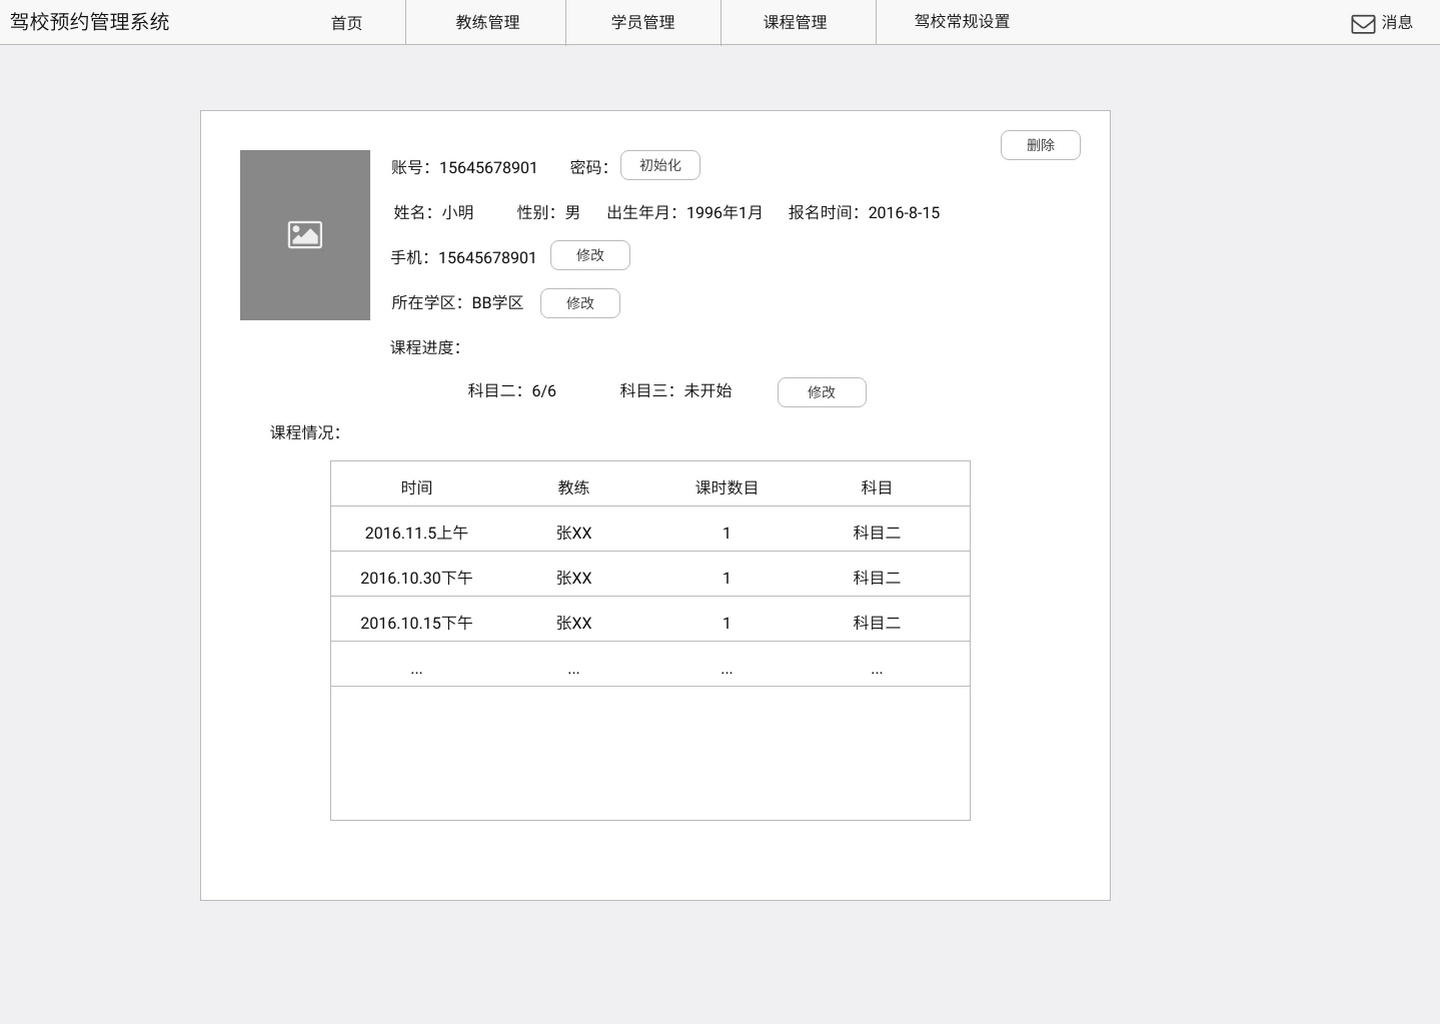 驾校预约管理系统 首页 教练管理 学员管理 课程管理 驾校常规设置 消息
删除
账号：15645678901 密码： 初始化
姓名：小明 性别：男 出生年月：1996年1月 报名时间：2016-8-15
手机：15645678901 修改
所在学区：BB学区 修改
课程进度：
科目二：6/6 科目三：未开始 修改
课程情况：
时间 教练 课时数目 科目
2016.11.5上午 张XX 1 科目二
2016.10.30下午 张XX 1 科目二
2016.10.15下午 张XX 1 科目二
... ... ... ...